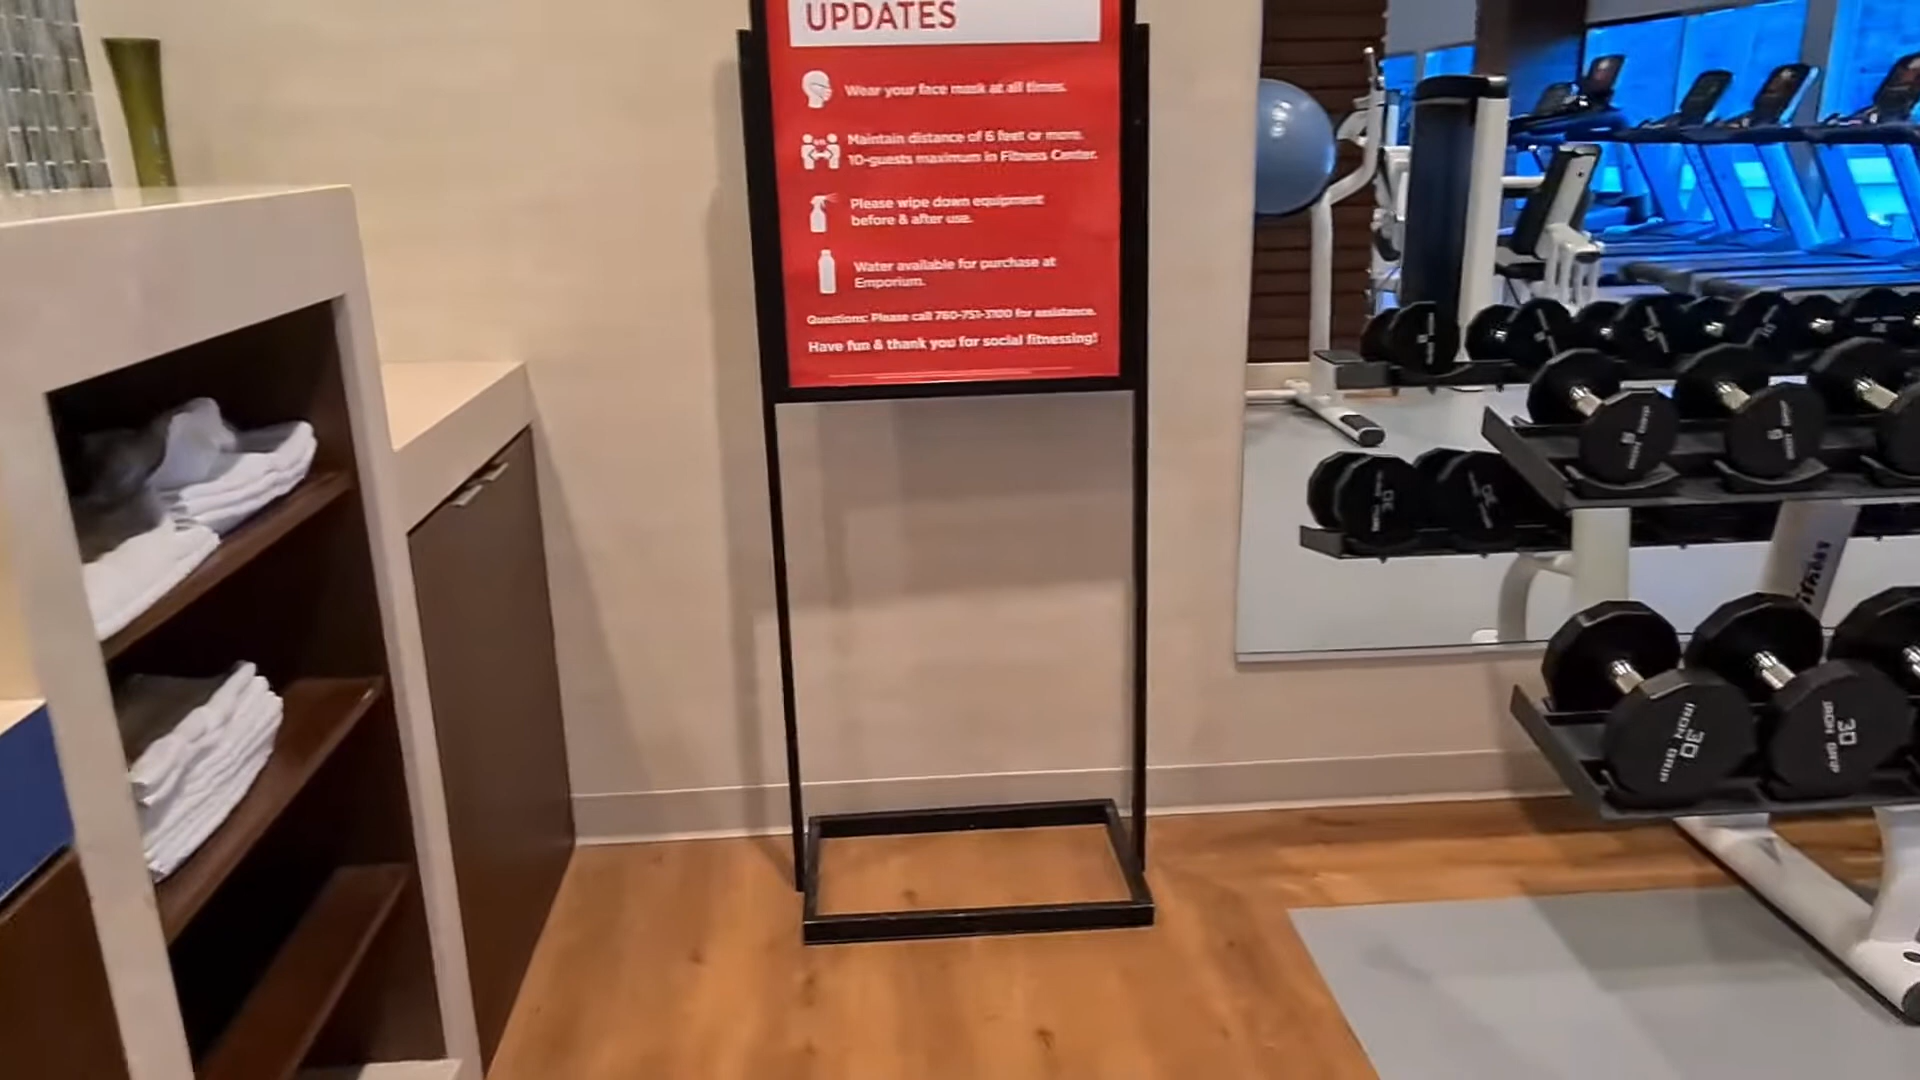 UPDATES
Wear your face mask at all times.
Maintain distance of 6 feet or more.
10-guests maximum in Fitness Center.
Please wipe down equipment
before & after use.
Water available for purchase at
Emporium.
Questions: Please call 760-751-3100 for assistance.
Have fun & thank you for social fitnessing!
30
IRON GRIP
30
IRON GRIP